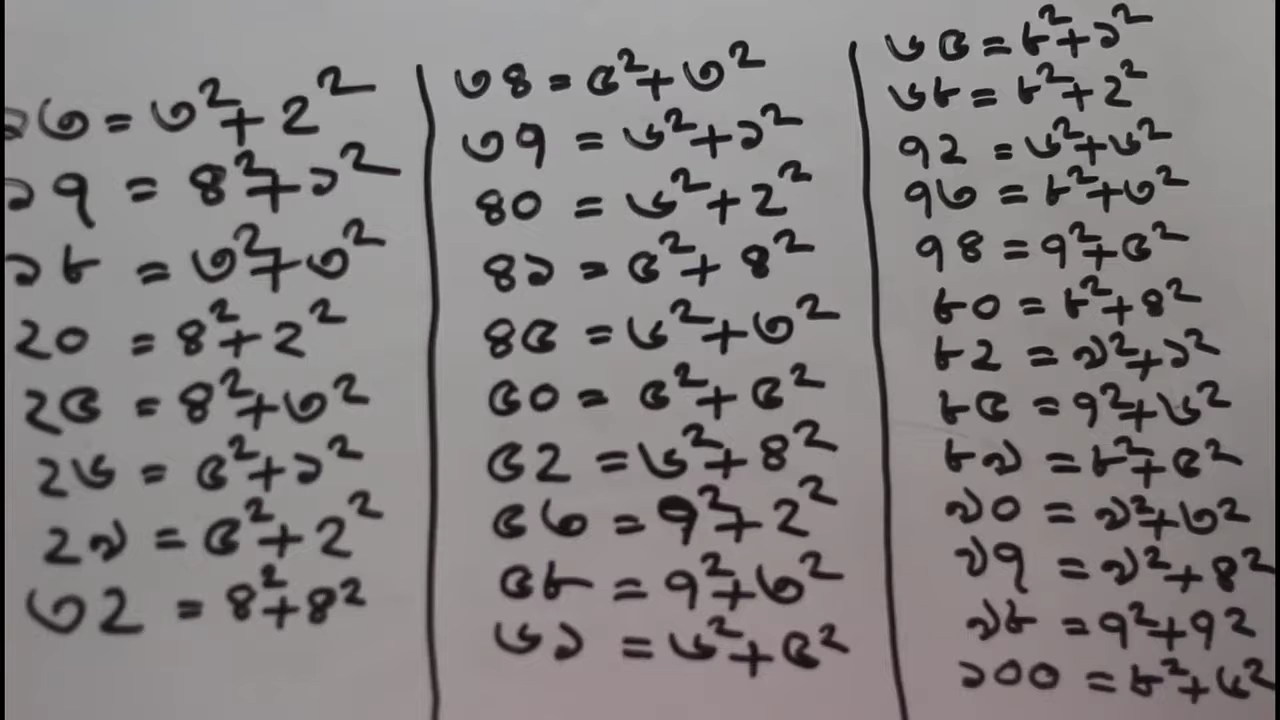 ১৩ = ৩² + ২²
১৭ = ৪² + ১²
১৮ = ৩² + ৩²
২০ = ৪² + ২²
২৫ = ৪² + ৩²
২৬ = ৫² + ১²
২৯ = ৫² + ২²
৩২ = ৪² + ৪²
৩৪ = ৫² + ৩²
৩৭ = ৬² + ১²
৪০ = ৬² + ২²
৪১ = ৫² + ৪²
৪৫ = ৬² + ৩²
৫০ = ৫² + ৫²
৫২ = ৬² + ৪²
৫৩ = ৭² + ২²
৫৮ = ৭² + ৩²
৬১ = ৬² + ৫²
৬৫ = ৮² + ১²
৬৮ = ৮² + ২²
৭২ = ৬² + ৬²
৭৩ = ৮² + ৩²
৭৪ = ৭² + ৫²
৮০ = ৮² + ৪²
৮২ = ৯² + ১²
৮৫ = ৭² + ৬²
৮৯ = ৮² + ৫²
৯০ = ৯² + ৩²
৯৭ = ৯² + ৪²
৯৮ = ৭² + ৭²
১০০ = ৮² + ৬²